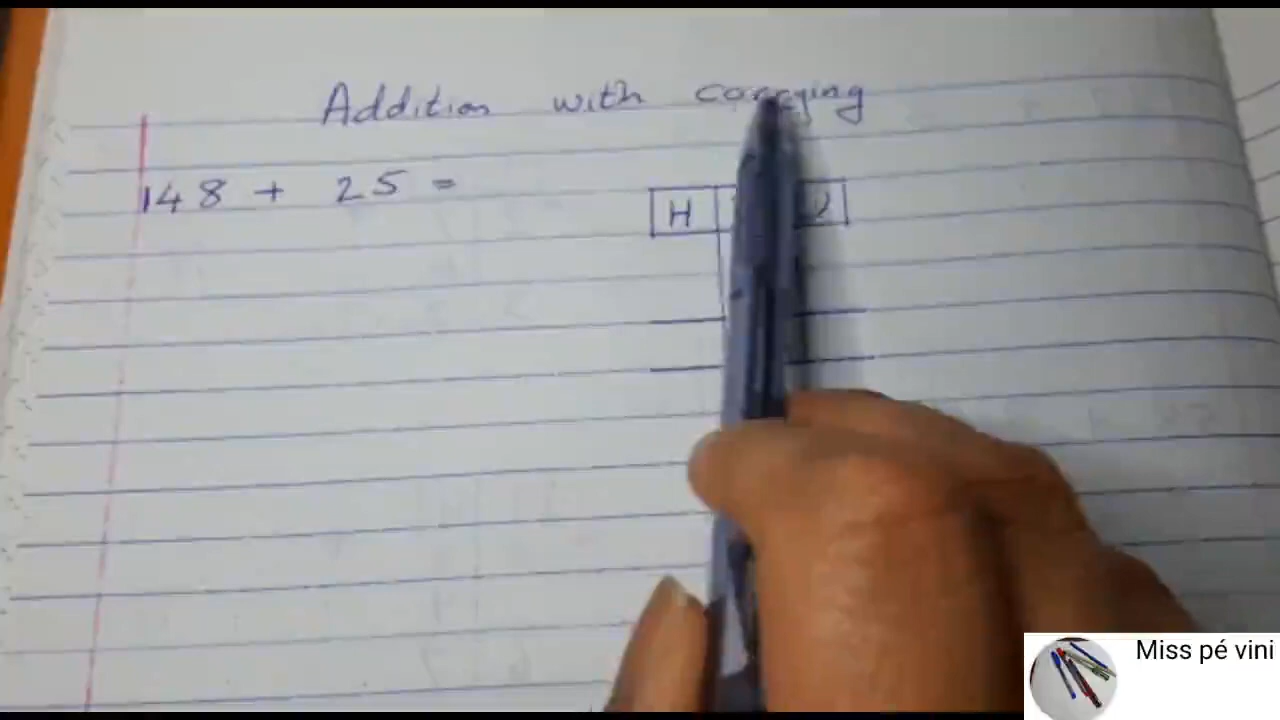 Addition with carrying
148 + 25 =
H
Miss pé vini